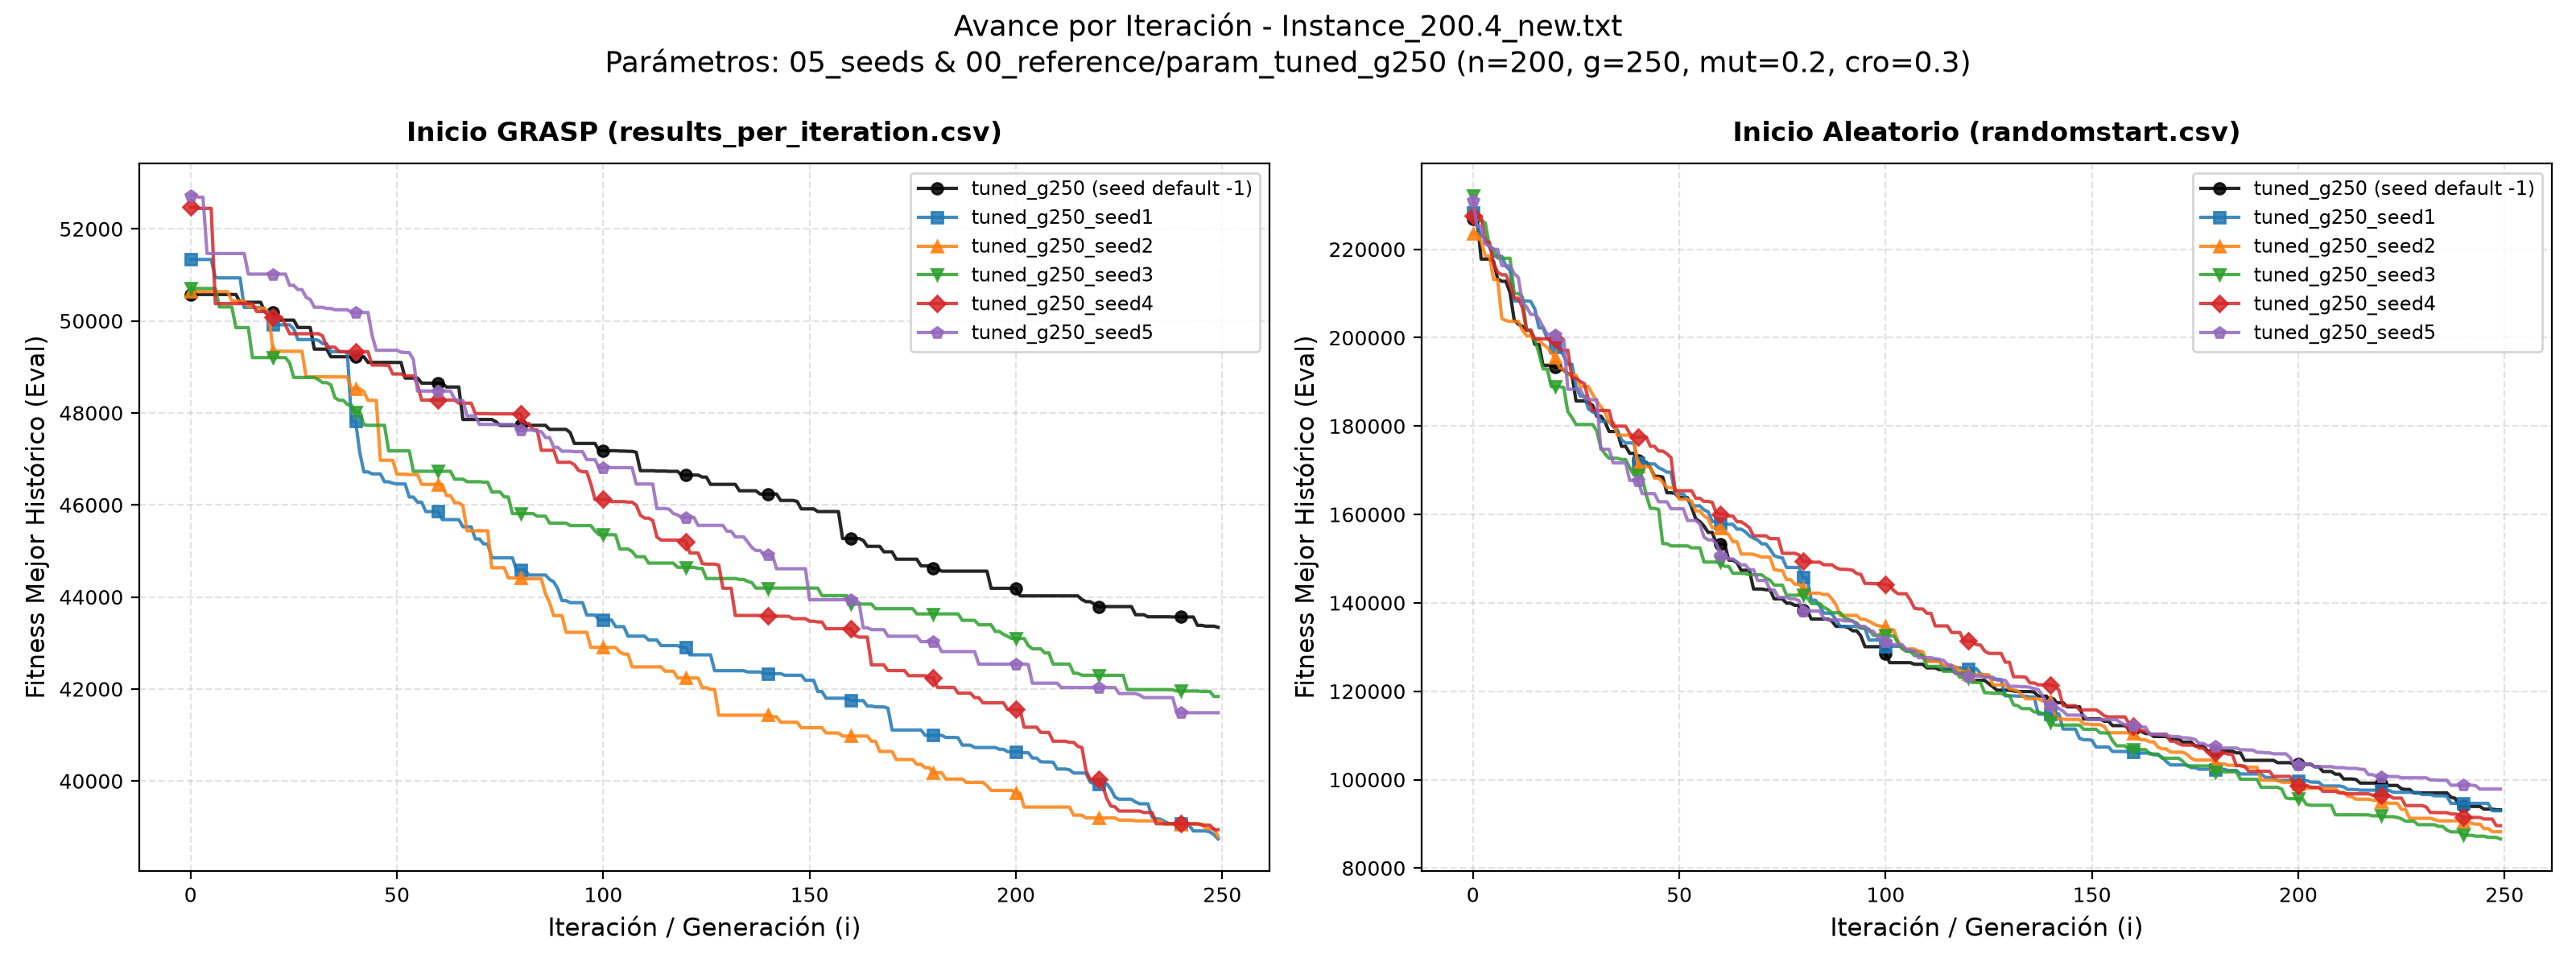 Avance por Iteración - Instance_200.4_new.txt
Parámetros: 05_seeds & 00_reference/param_tuned_g250 (n=200, g=250, mut=0.2, cro=0.3)
Inicio GRASP (results_per_iteration.csv)
Fitness Mejor Histórico (Eval)
52000
50000
48000
46000
44000
42000
40000
tuned_g250 (seed default -1)
tuned_g250_seed1
tuned_g250_seed2
tuned_g250_seed3
tuned_g250_seed4
tuned_g250_seed5
0 50 100 150 200 250
Iteración / Generación (i)
Inicio Aleatorio (randomstart.csv)
Fitness Mejor Histórico (Eval)
220000
200000
180000
160000
140000
120000
100000
80000
tuned_g250 (seed default -1)
tuned_g250_seed1
tuned_g250_seed2
tuned_g250_seed3
tuned_g250_seed4
tuned_g250_seed5
0 50 100 150 200 250
Iteración / Generación (i)